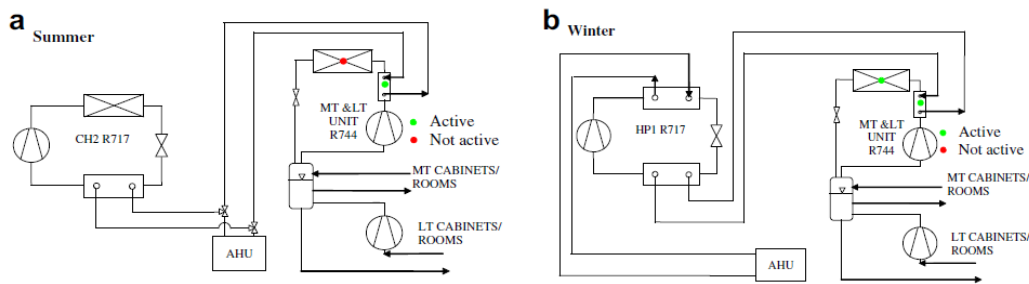 a
Summer
CH2 R717
AHU
MT &LT
UNIT
R744
Active
Not active
MT CABINETS/
ROOMS
LT CABINETS/
ROOMS
b
Winter
HP1 R717
AHU
MT &LT
UNIT
R744
Active
Not active
MT CABINETS/
ROOMS
LT CABINETS/
ROOMS